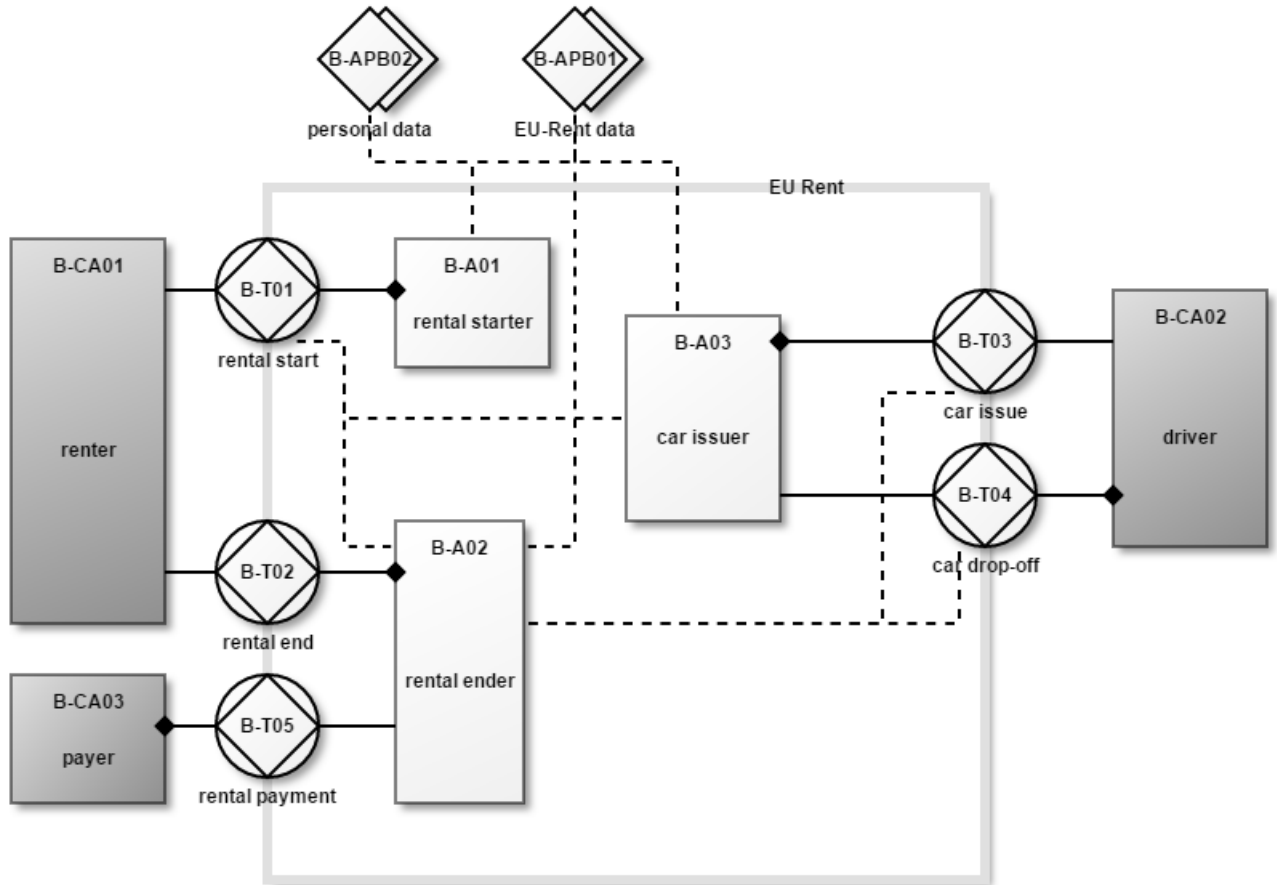 B-APB02
B-APB01
personal data
EU-Rent data
EU Rent
B-CA01
B-T01
B-A01
rental starter
rental start
renter
B-A03
car issuer
B-T03
car issue
B-CA02
driver
B-T04
car drop-off
B-T02
rental end
B-A02
rental ender
B-CA03
payer
B-T05
rental payment